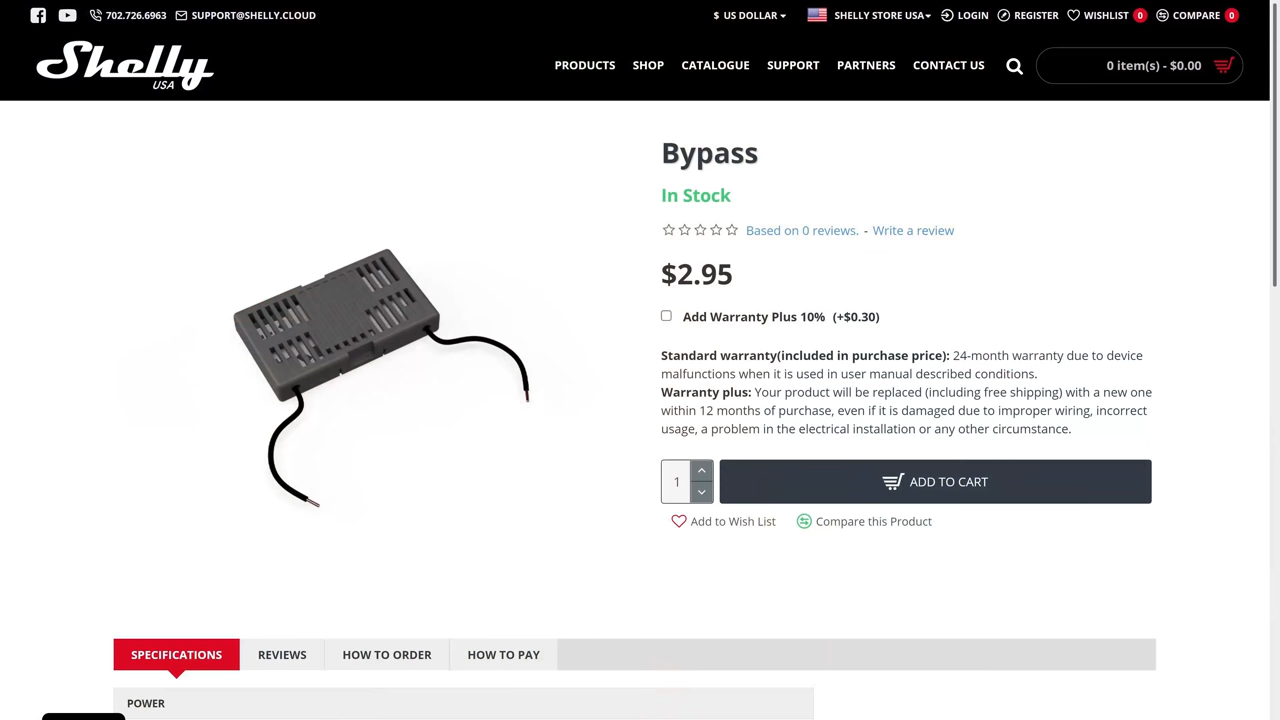 702.726.6963 SUPPORT@SHELLY.CLOUD $ US DOLLAR SHELLY STORE USA LOGIN REGISTER WISHLIST 0 COMPARE 0
Shelly
USA
PRODUCTS SHOP CATALOGUE SUPPORT PARTNERS CONTACT US 0 item(s) - $0.00
Bypass
In Stock
Based on 0 reviews. - Write a review
$2.95
Add Warranty Plus 10% (+$0.30)
Standard warranty(included in purchase price): 24-month warranty due to device
malfunctions when it is used in user manual described conditions.
Warranty plus: Your product will be replaced (including free shipping) with a new one
within 12 months of purchase, even if it is damaged due to improper wiring, incorrect
usage, a problem in the electrical installation or any other circumstance.
1 ADD TO CART
Add to Wish List Compare this Product
SPECIFICATIONS REVIEWS HOW TO ORDER HOW TO PAY
POWER